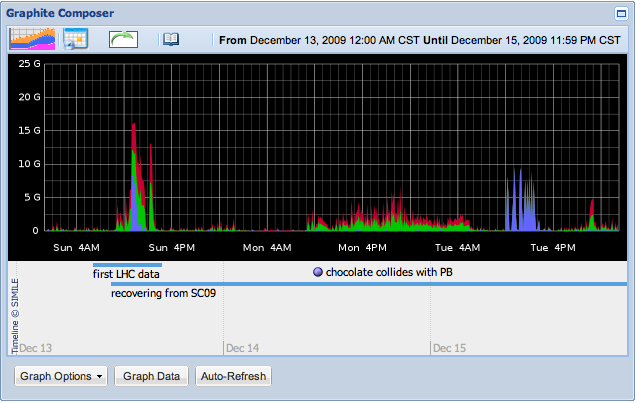 Graphite Composer
From December 13, 2009 12:00 AM CST Until December 15, 2009 11:59 PM CST
25 G
20 G
15 G
10 G
5 G
0
Sun 4AM Sun 4PM Mon 4AM Mon 4PM Tue 4AM Tue 4PM
first LHC data
chocolate collides with PB
recovering from SC09
Timeline © SIMILE
Dec 13 Dec 14 Dec 15
Graph Options Graph Data Auto-Refresh